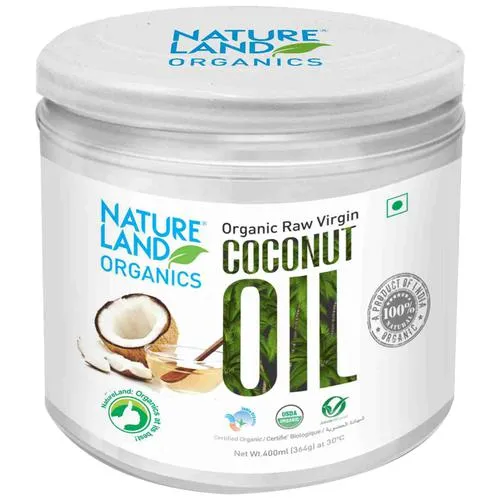 NATURE®
LAND
ORGANICS
NATURE®
LAND
ORGANICS
Organic Raw Virgin
COCONUT
OIL
A PRODUCT OF INDIA
100%
NATURAL
ORGANIC
NatureLand: Organics at its best!
USDA
ORGANIC
Certified Organic / Certifié Biologique /
Net Wt.400ml (364g) at 30°C